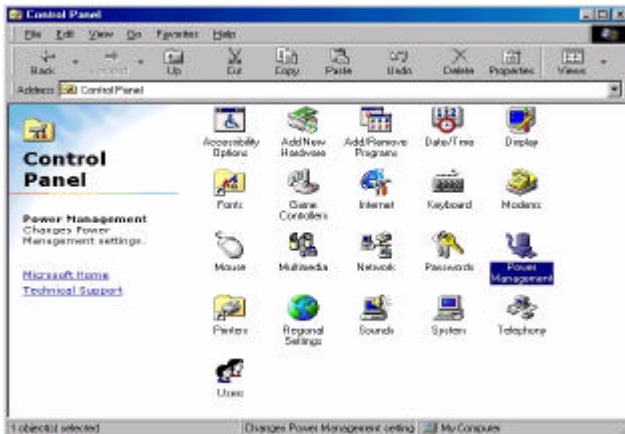 Control Panel
File Edit View Go Favorites Help
Back Forward Up Cut Copy Paste Undo Delete Properties Views
Address Control Panel
Control
Panel
Power Management
Changes Power
Management settings.
Microsoft Home
Technical Support
Accessibility Options
Add New Hardware
Add/Remove Programs
Date/Time
Display
Fonts
Game Controllers
Internet
Keyboard
Modems
Mouse
Multimedia
Network
Passwords
Power Management
Printers
Regional Settings
Sounds
System
Telephony
Users
1 object(s) selected
Changes Power Management setting
My Computer